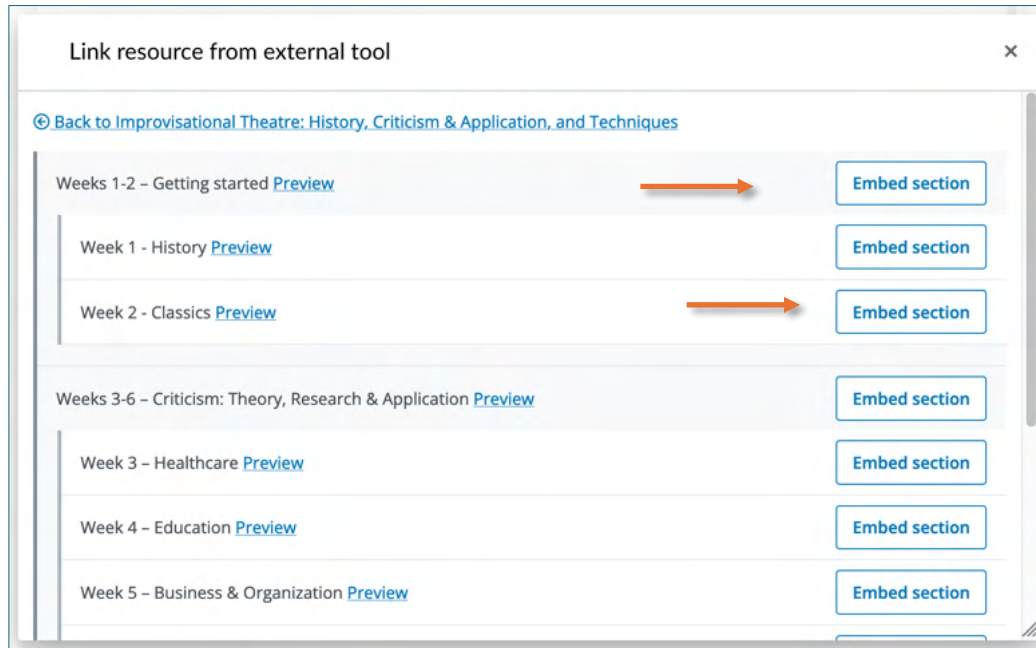 Link resource from external tool ×
Back to Improvisational Theatre: History, Criticism & Application, and Techniques
Weeks 1-2 – Getting started Preview Embed section
Week 1 - History Preview Embed section
Week 2 - Classics Preview Embed section
Weeks 3-6 – Criticism: Theory, Research & Application Preview Embed section
Week 3 – Healthcare Preview Embed section
Week 4 – Education Preview Embed section
Week 5 – Business & Organization Preview Embed section